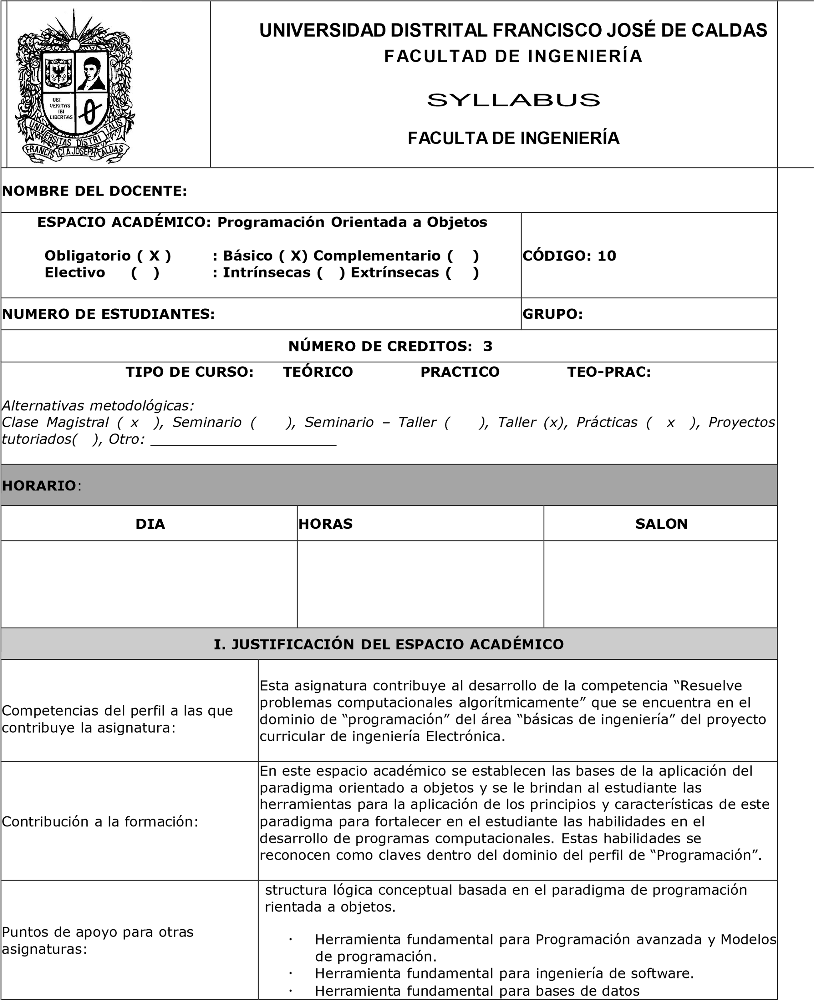 UNIVERSIDAD DISTRITAL FRANCISCO JOSÉ DE CALDAS
FACULTAD DE INGENIERÍA
SYLLABUS
FACULTA DE INGENIERÍA
UBI
VERITAS
IBI
LIBERTAS
UNIVERSITAS DISTRI TALIS
FRANCIS CI A JOSEPH CALDAS
NOMBRE DEL DOCENTE:
ESPACIO ACADÉMICO: Programación Orientada a Objetos
Obligatorio ( X ) : Básico ( X) Complementario ( )
Electivo ( ) : Intrínsecas ( ) Extrínsecas ( )
CÓDIGO: 10
NUMERO DE ESTUDIANTES:
GRUPO:
NÚMERO DE CREDITOS: 3
TIPO DE CURSO: TEÓRICO PRACTICO TEO-PRAC:
Alternativas metodológicas:
Clase Magistral ( x ), Seminario ( ), Seminario – Taller ( ), Taller (x), Prácticas ( x ), Proyectos
tutoriados( ), Otro: ______________________
HORARIO:
DIA HORAS SALON
I. JUSTIFICACIÓN DEL ESPACIO ACADÉMICO
Competencias del perfil a las que
contribuye la asignatura:
Esta asignatura contribuye al desarrollo de la competencia “Resuelve
problemas computacionales algorítmicamente” que se encuentra en el
dominio de “programación” del área “básicas de ingeniería” del proyecto
curricular de ingeniería Electrónica.
Contribución a la formación:
En este espacio académico se establecen las bases de la aplicación del
paradigma orientado a objetos y se le brindan al estudiante las
herramientas para la aplicación de los principios y características de este
paradigma para fortalecer en el estudiante las habilidades en el
desarrollo de programas computacionales. Estas habilidades se
reconocen como claves dentro del dominio del perfil de “Programación”.
Puntos de apoyo para otras
asignaturas:
structura lógica conceptual basada en el paradigma de programación
rientada a objetos.
· Herramienta fundamental para Programación avanzada y Modelos
de programación.
· Herramienta fundamental para ingeniería de software.
· Herramienta fundamental para bases de datos